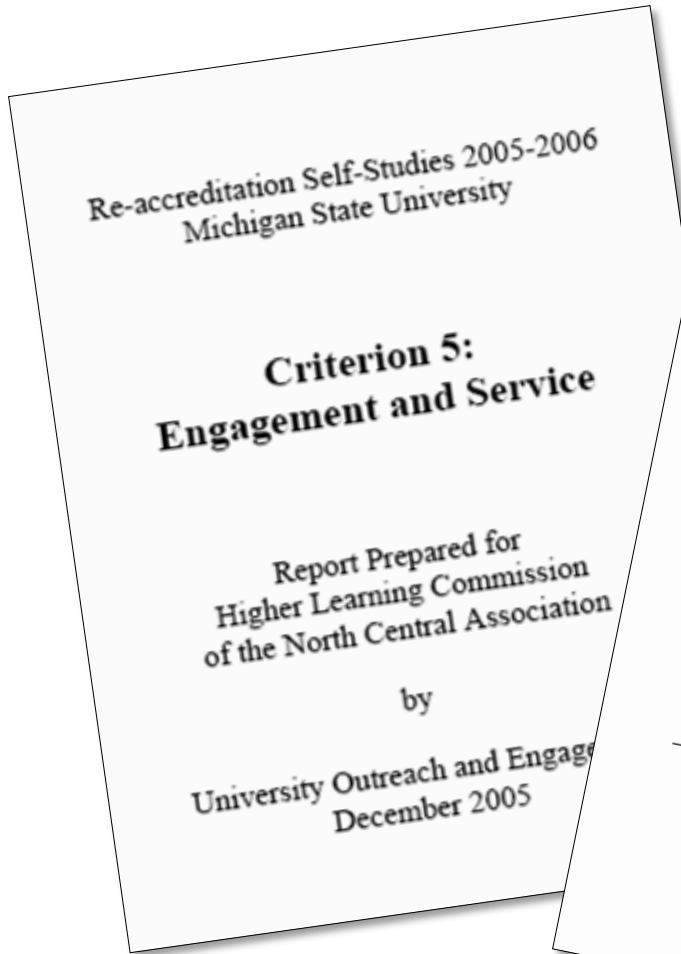 Re-accreditation Self-Studies 2005-2006
Michigan State University
Criterion 5:
Engagement and Service
Report Prepared for
Higher Learning Commission
of the North Central Association
by
University Outreach and Engage
December 2005